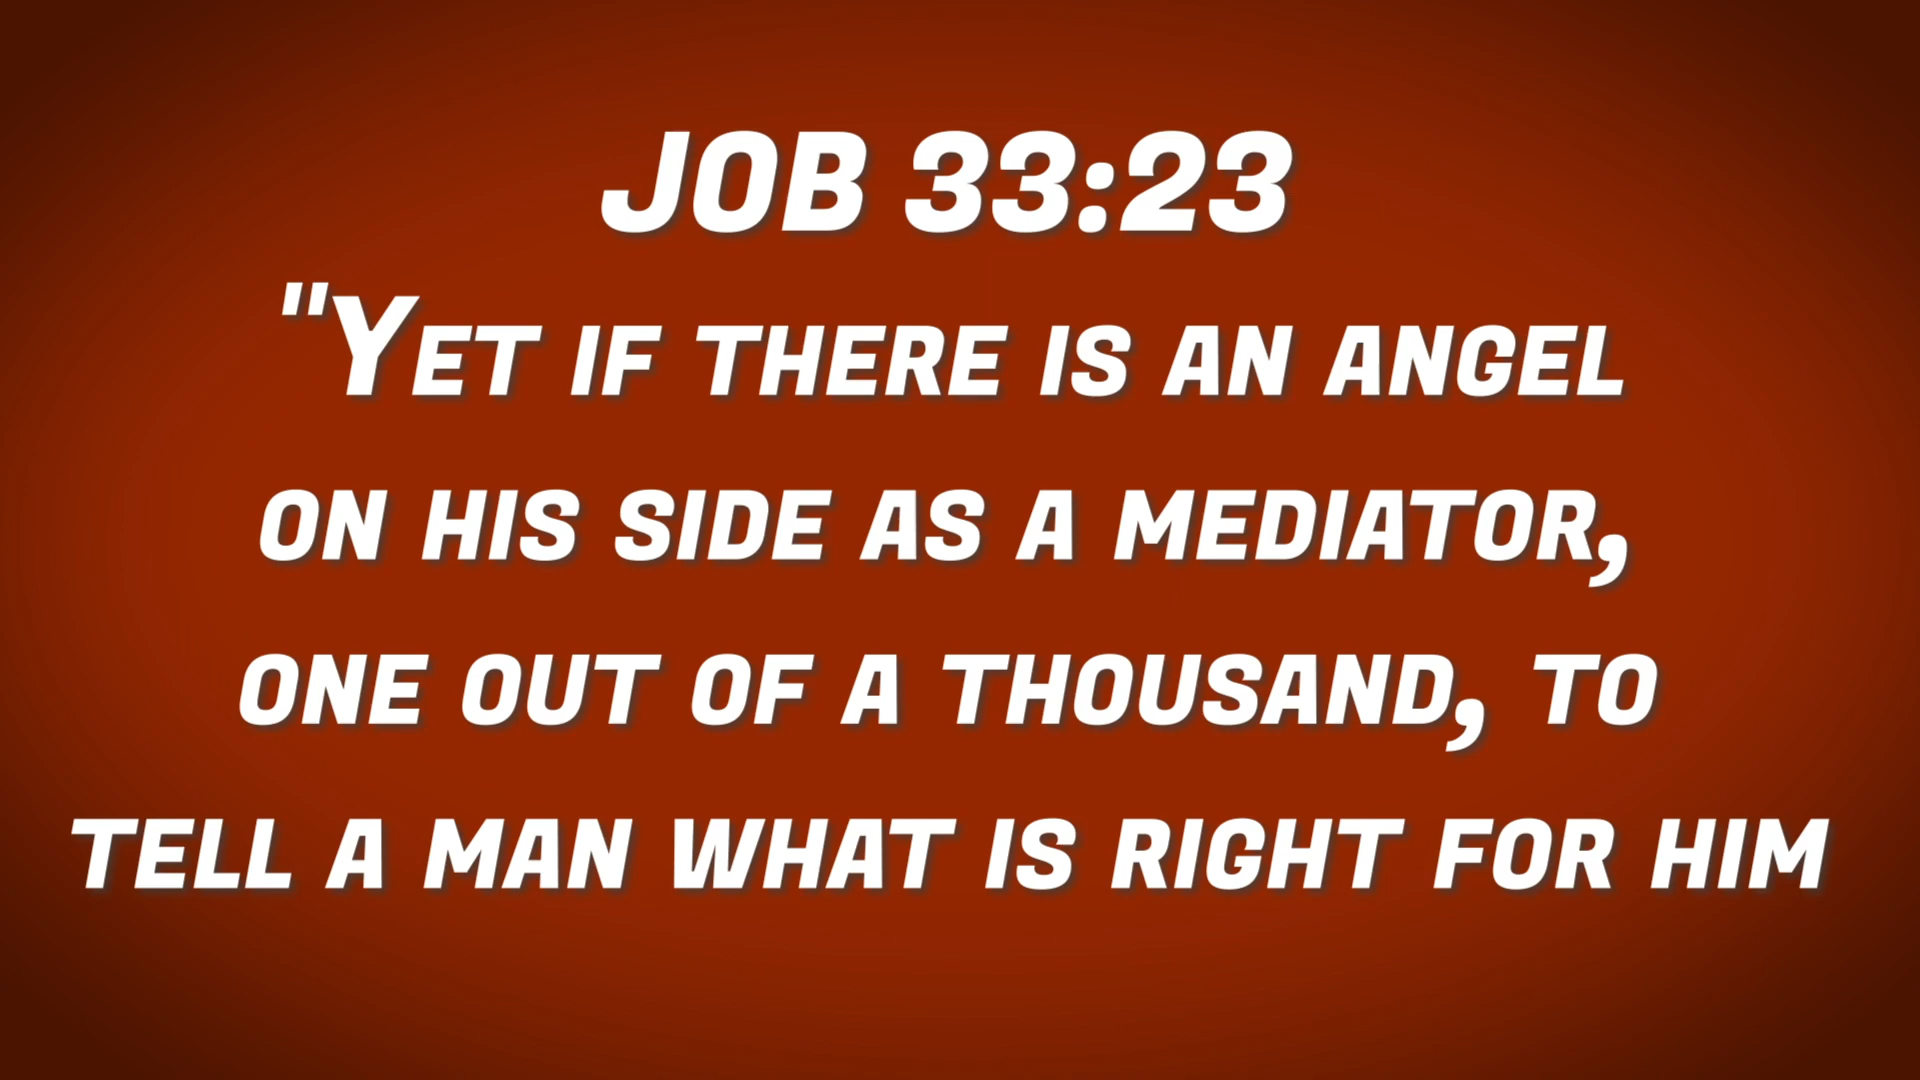 JOB 33:23
"Yet if there is an angel
on his side as a mediator,
one out of a thousand, to
tell a man what is right for him